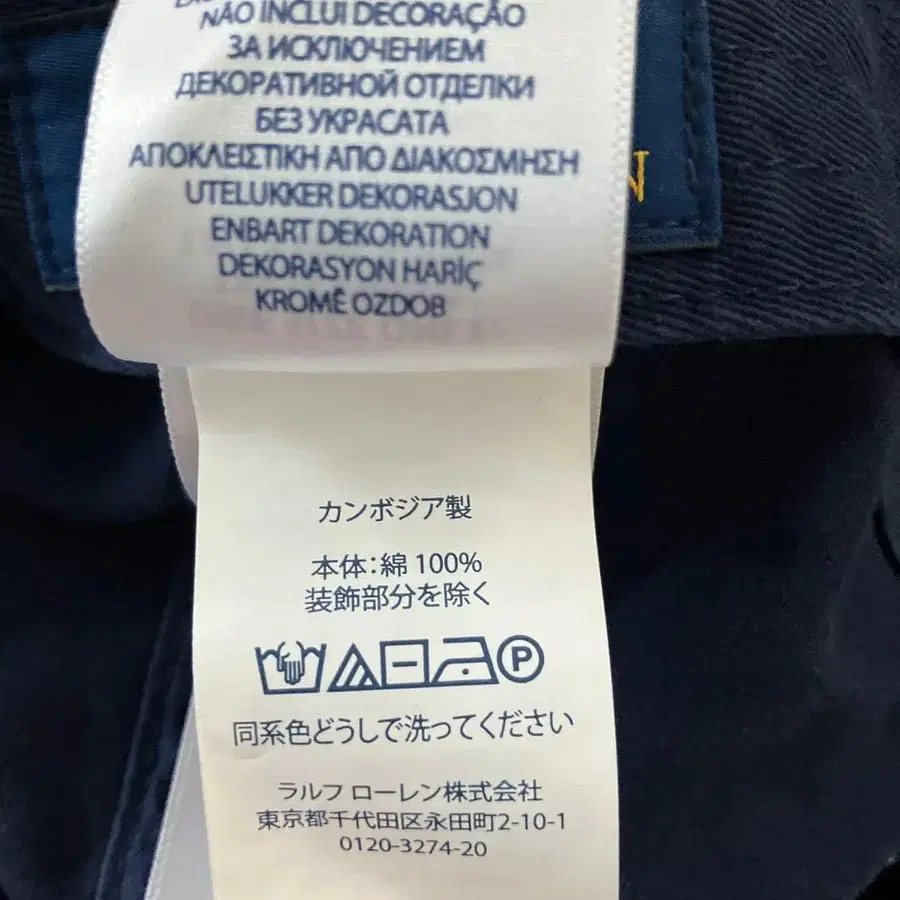 NÃO INCLUI DECORAÇÃO
ЗА ИСКЛЮЧЕНИЕМ
ДЕКОРАТИВНОЙ ОТДЕЛКИ
БЕЗ УКРАСАТА
ΑΠΟΚΛΕΙΣΤΙΚΗ ΑΠΟ ΔΙΑΚΟΣΜΗΣΗ
UTELUKKER DEKORASJON
ENBART DEKORATION
DEKORASYON HARİÇ
KROMĚ OZDOB
N
カンボジア製
本体:綿 100%
装飾部分を除く
P
同系色どうしで洗ってください
ラルフ ローレン株式会社
東京都千代田区永田町2-10-1
0120-3274-20